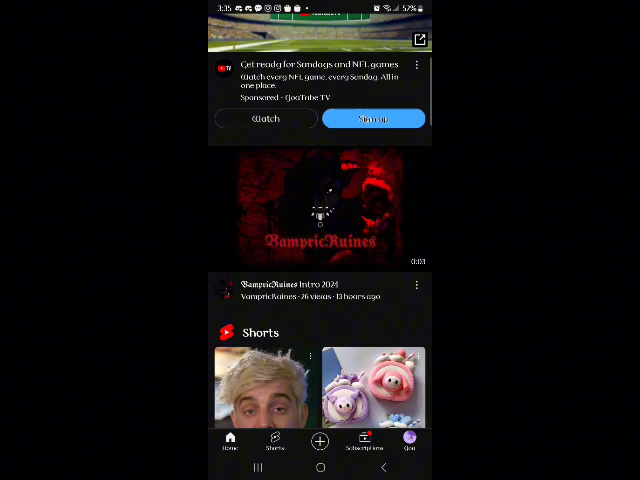 3:35
57%
TV
Get ready for Sundays and NFL games
Watch every NFL game, every Sunday. All in
one place.
Sponsored · YouTube TV
Watch
Sign up
VampricRuines
0:03
VampricRuines Intro 2024
VampricRuines · 26 views · 13 hours ago
Shorts
Home
Shorts
Subscriptions
You